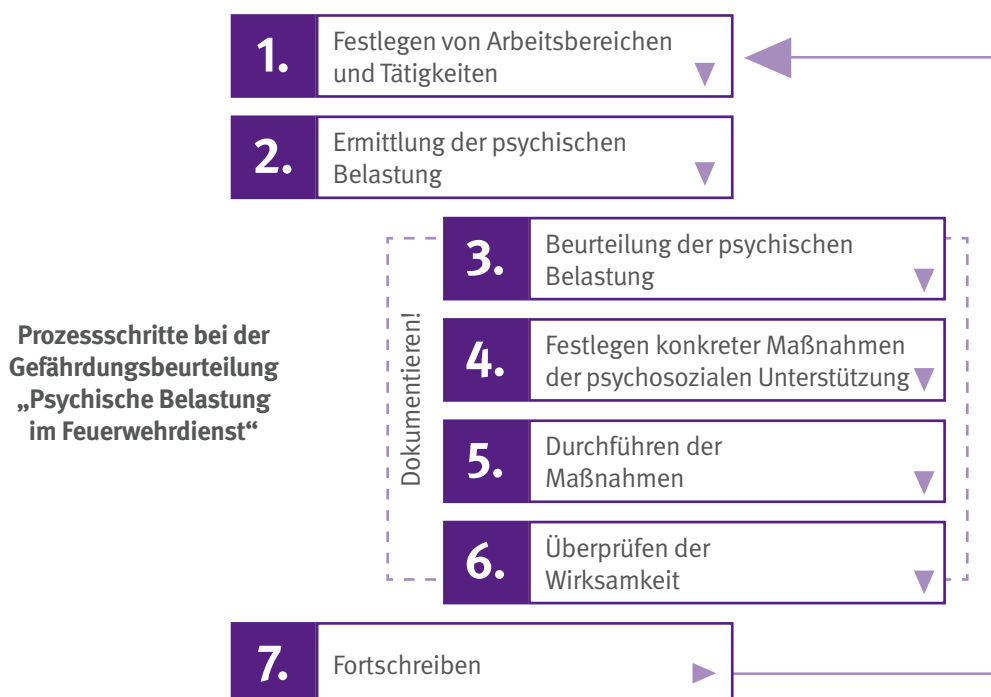 1.
Festlegen von Arbeitsbereichen
und Tätigkeiten
2.
Ermittlung der psychischen
Belastung
Prozessschritte bei der
Gefährdungsbeurteilung
„Psychische Belastung
im Feuerwehrdienst“
Dokumentieren!
3.
Beurteilung der psychischen
Belastung
4.
Festlegen konkreter Maßnahmen
der psychosozialen Unterstützung
5.
Durchführen der
Maßnahmen
6.
Überprüfen der
Wirksamkeit
7.
Fortschreiben